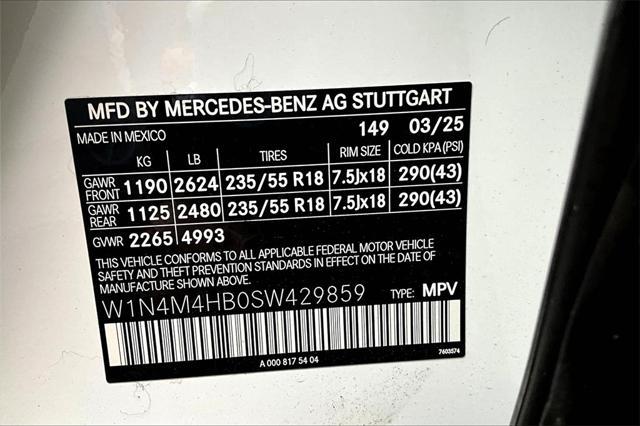 MFD BY MERCEDES-BENZ AG STUTTGART
MADE IN MEXICO 149 03/25
KG LB TIRES RIM SIZE COLD KPA(PSI)
GAWR FRONT 1190 2624 235/55 R18 7.5Jx18 290(43)
GAWR REAR 1125 2480 235/55 R18 7.5Jx18 290(43)
GVWR 2265 4993
THIS VEHICLE CONFORMS TO ALL APPLICABLE FEDERAL MOTOR VEHICLE
SAFETY AND THEFT PREVENTION STANDARDS IN EFFECT ON THE DATE OF
MANUFACTURE SHOWN ABOVE.
W1N4M4HB0SW429859 TYPE: MPV
A 000 817 54 04 7603574